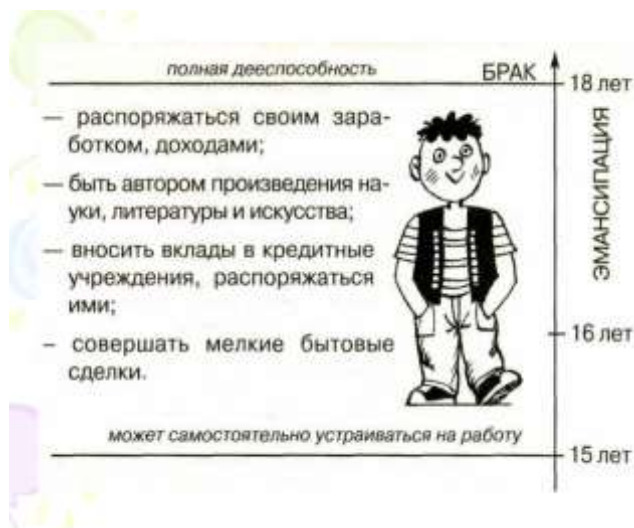 полная дееспособность
БРАК
18 лет
— распоряжаться своим зара-
ботком, доходами;
— быть автором произведения на-
уки, литературы и искусства;
— вносить вклады в кредитные
учреждения, распоряжаться
ими;
– совершать мелкие бытовые
сделки.
ЭМАНСИПАЦИЯ
16 лет
может самостоятельно устраиваться на работу
15 лет